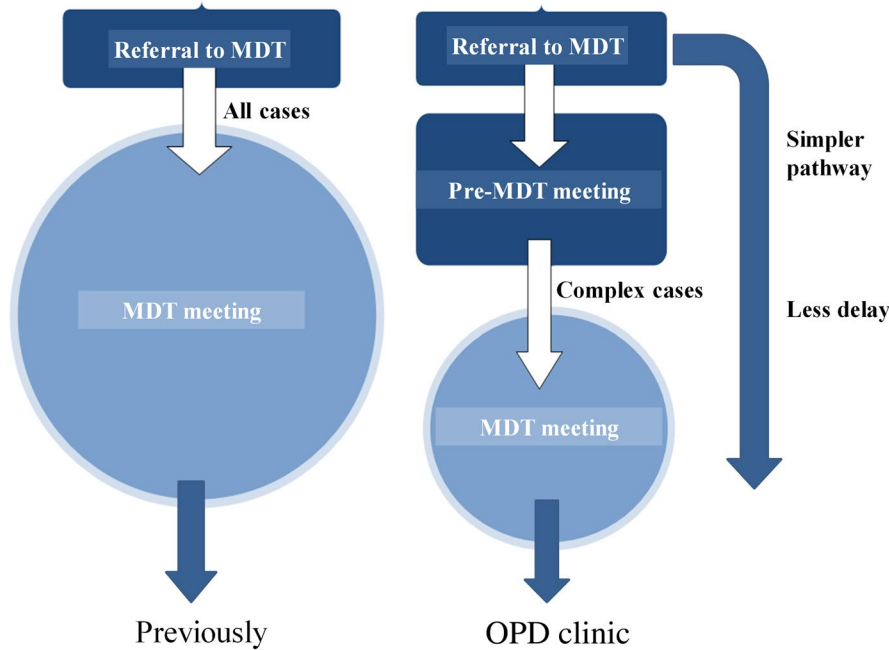 Referral to MDT
All cases
MDT meeting
Previously
Referral to MDT
Pre-MDT meeting
Complex cases
MDT meeting
OPD clinic
Simpler
pathway
Less delay